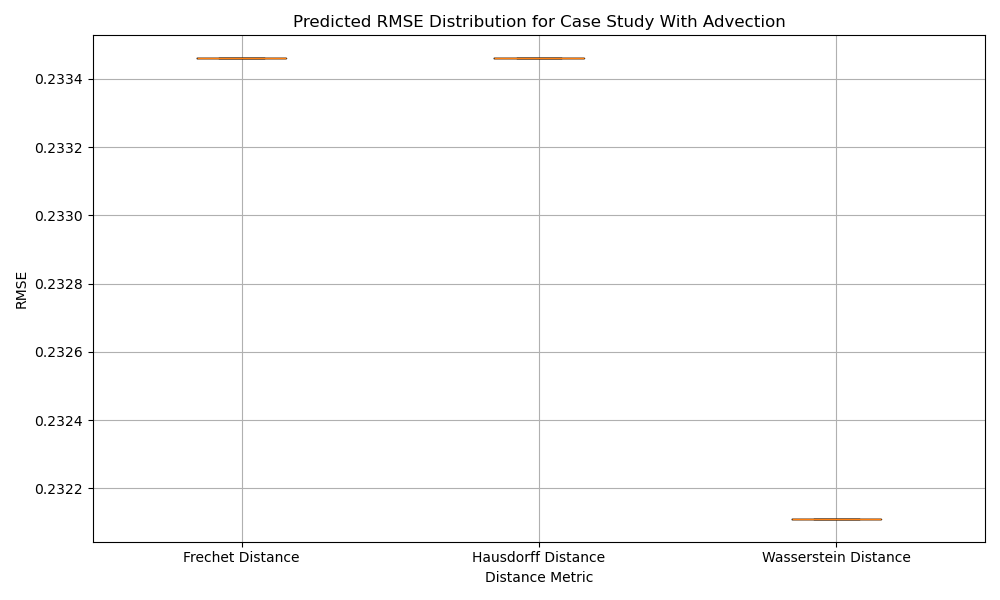 Predicted RMSE Distribution for Case Study With Advection
0.2334
0.2332
0.2330
0.2328
0.2326
0.2324
0.2322
RMSE
Frechet Distance
Hausdorff Distance
Wasserstein Distance
Distance Metric